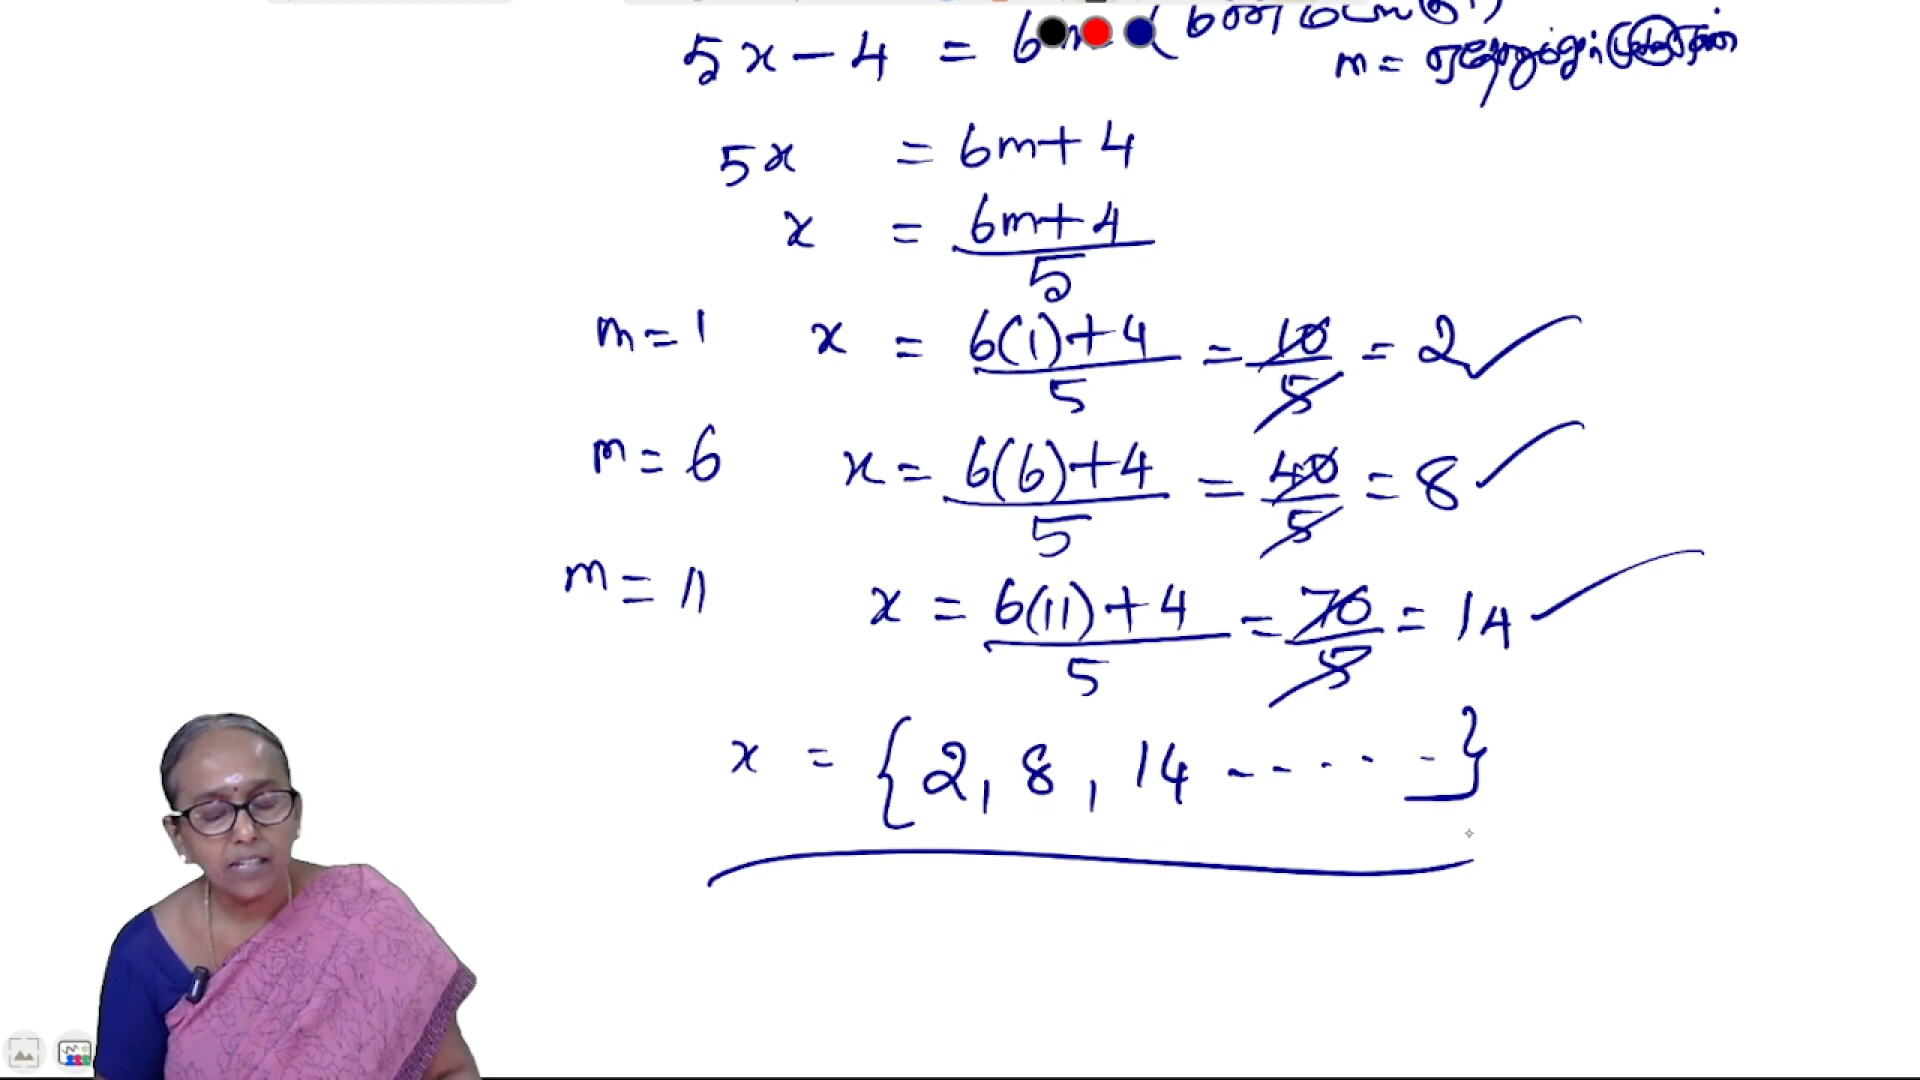 5x - 4 = 6m (
m =
5x = 6m + 4
x = 6m + 4 / 5
m = 1 x = 6(1) + 4 / 5 = 10 / 5 = 2 ✓
m = 6 x = 6(6) + 4 / 5 = 40 / 5 = 8 ✓
m = 11 x = 6(11) + 4 / 5 = 70 / 5 = 14 ✓
x = { 2, 8, 14 ------ }